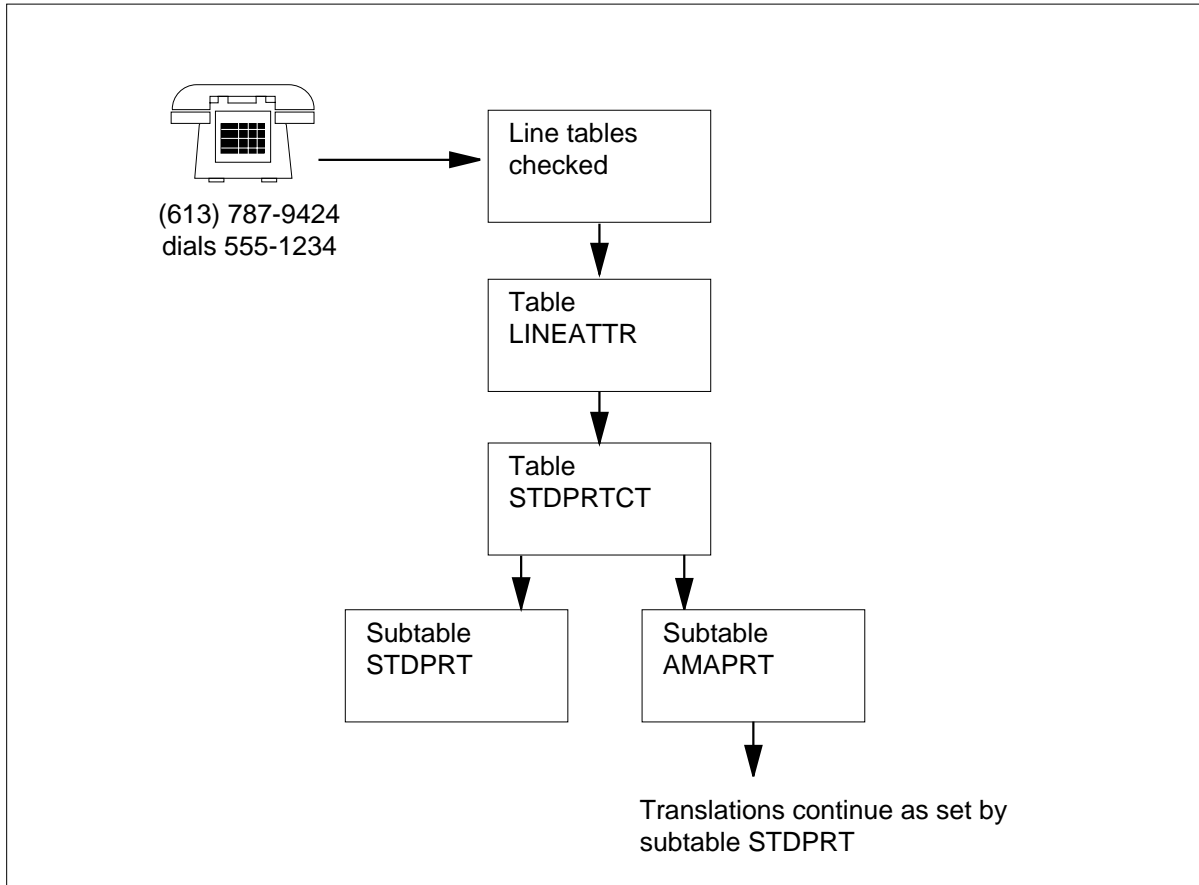 (613) 787-9424
dials 555-1234
Line tables
checked
Table
LINEATTR
Table
STDPRTCT
Subtable
STDPRT
Subtable
AMAPRT
Translations continue as set by
subtable STDPRT